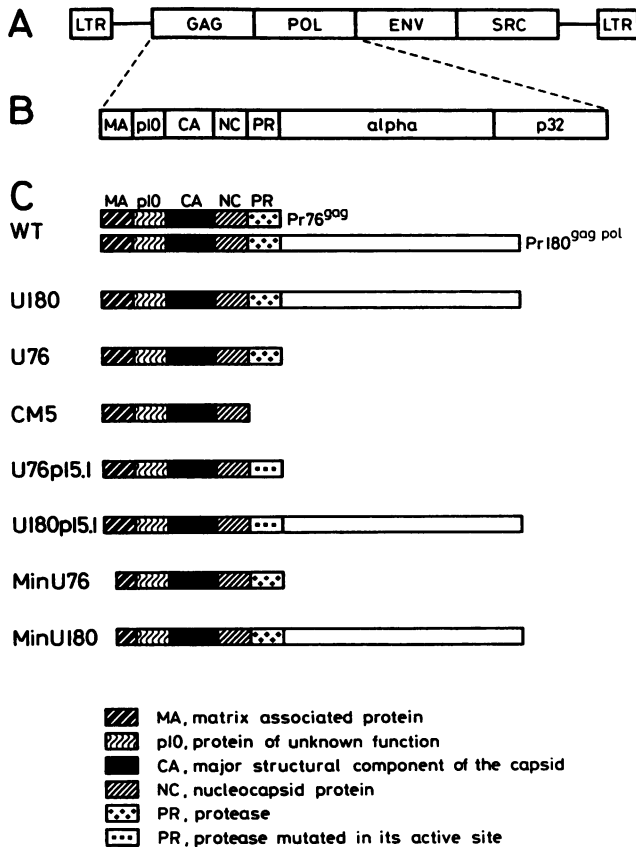 A
LTR GAG POL ENV SRC LTR
B
MA p10 CA NC PR alpha p32
C
MA p10 CA NC PR
WT
Pr76gag
Pr180gag pol
U180
U76
CM5
U76p15.1
U180p15.1
MinU76
MinU180
MA, matrix associated protein
p10, protein of unknown function
CA, major structural component of the capsid
NC, nucleocapsid protein
PR, protease
PR, protease mutated in its active site